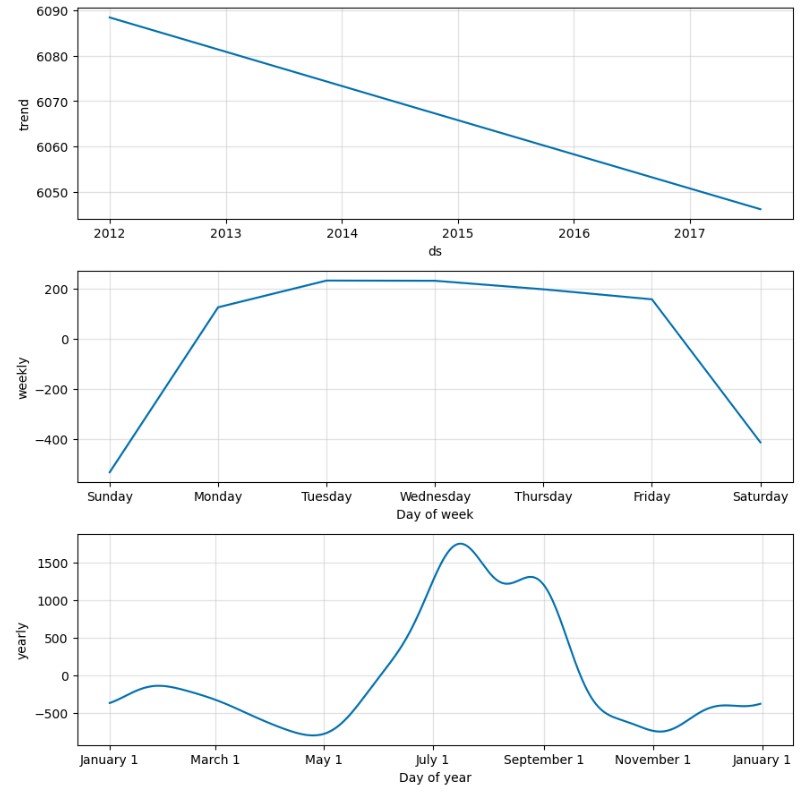 6090
6080
6070
6060
6050
trend
2012 2013 2014 2015 2016 2017
ds
200
0
−200
−400
weekly
Sunday Monday Tuesday Wednesday Thursday Friday Saturday
Day of week
1500
1000
500
0
−500
yearly
January 1 March 1 May 1 July 1 September 1 November 1 January 1
Day of year